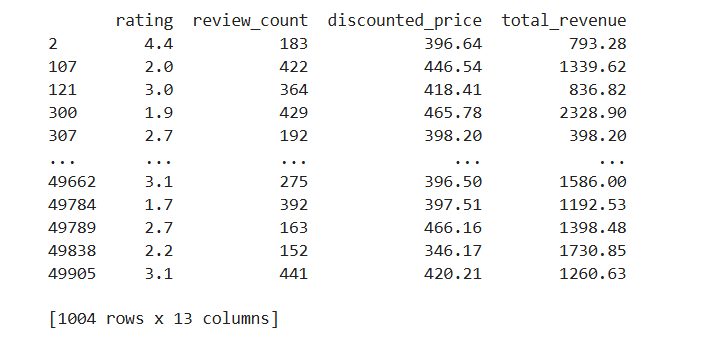 rating review_count discounted_price total_revenue
2 4.4 183 396.64 793.28
107 2.0 422 446.54 1339.62
121 3.0 364 418.41 836.82
300 1.9 429 465.78 2328.90
307 2.7 192 398.20 398.20
... ... ... ... ...
49662 3.1 275 396.50 1586.00
49784 1.7 392 397.51 1192.53
49789 2.7 163 466.16 1398.48
49838 2.2 152 346.17 1730.85
49905 3.1 441 420.21 1260.63
[1004 rows x 13 columns]